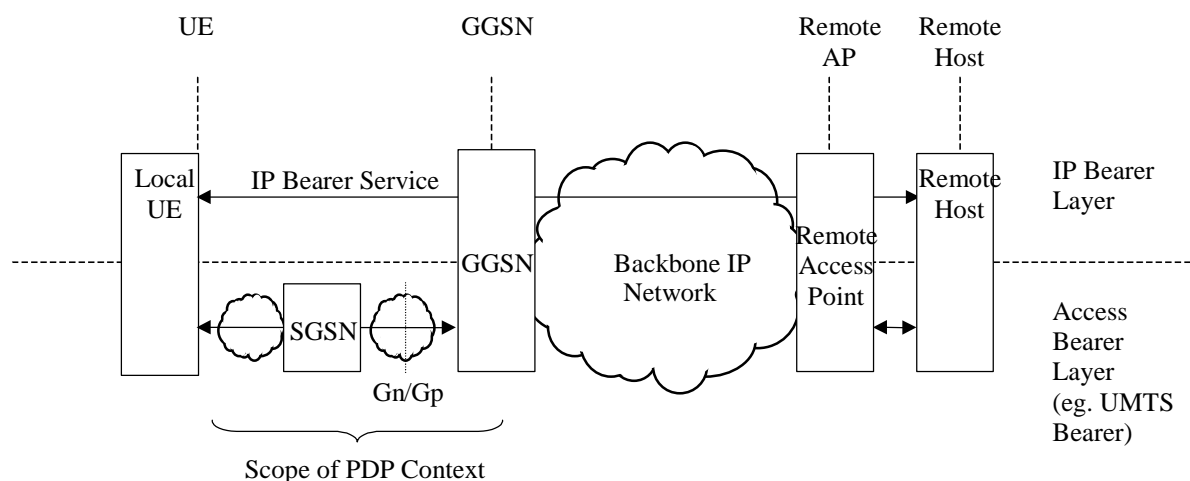 UE
GGSN
Remote
AP
Remote
Host
Local
UE
IP Bearer Service
Remote
Host
IP Bearer
Layer
GGSN
Backbone IP
Network
Remote
Access
Point
SGSN
Gn/Gp
Access
Bearer
Layer
(eg. UMTS
Bearer)
Scope of PDP Context